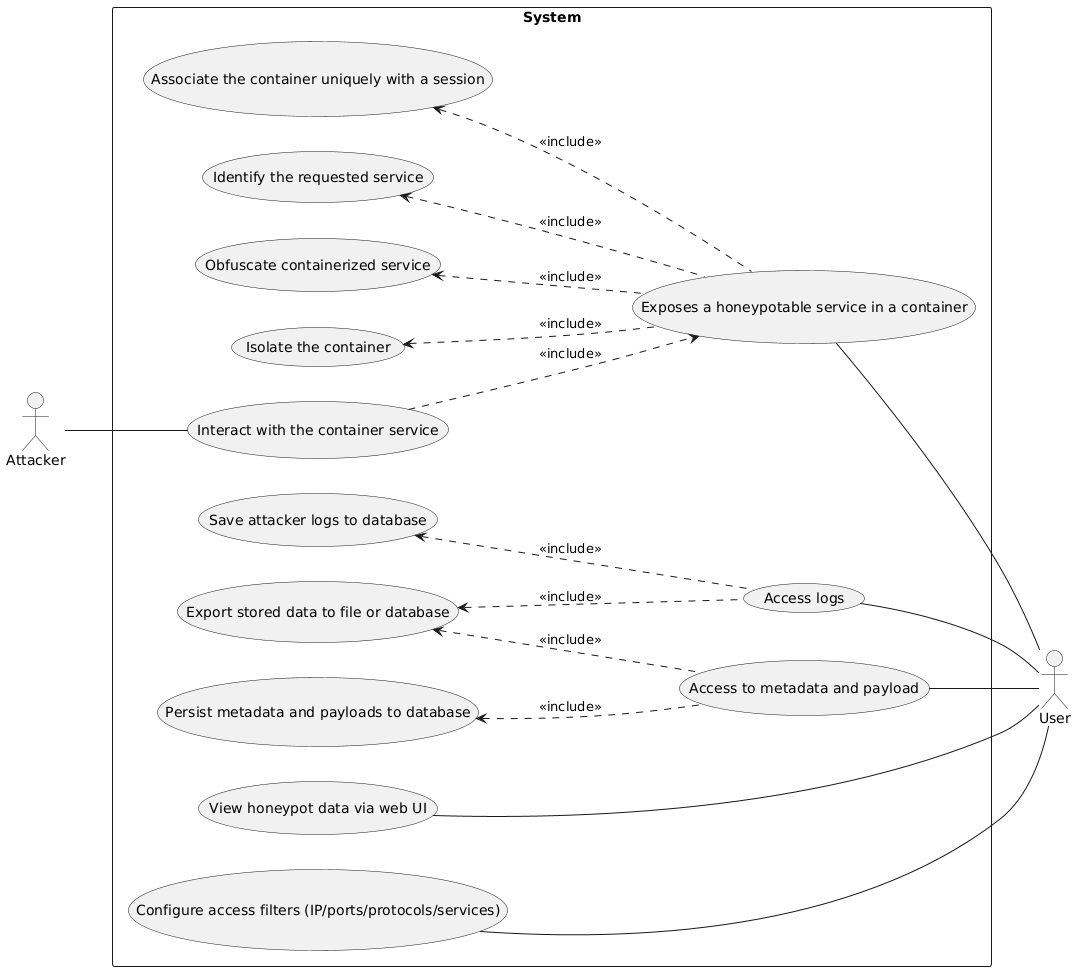 System
Associate the container uniquely with a session
«include»
Identify the requested service
«include»
Obfuscate containerized service
«include»
Exposes a honeypotable service in a container
«include»
Isolate the container
«include»
Interact with the container service
Attacker
Save attacker logs to database
«include»
Export stored data to file or database
«include»
Access logs
«include»
Access to metadata and payload
Persist metadata and payloads to database
«include»
User
View honeypot data via web UI
Configure access filters (IP/ports/protocols/services)